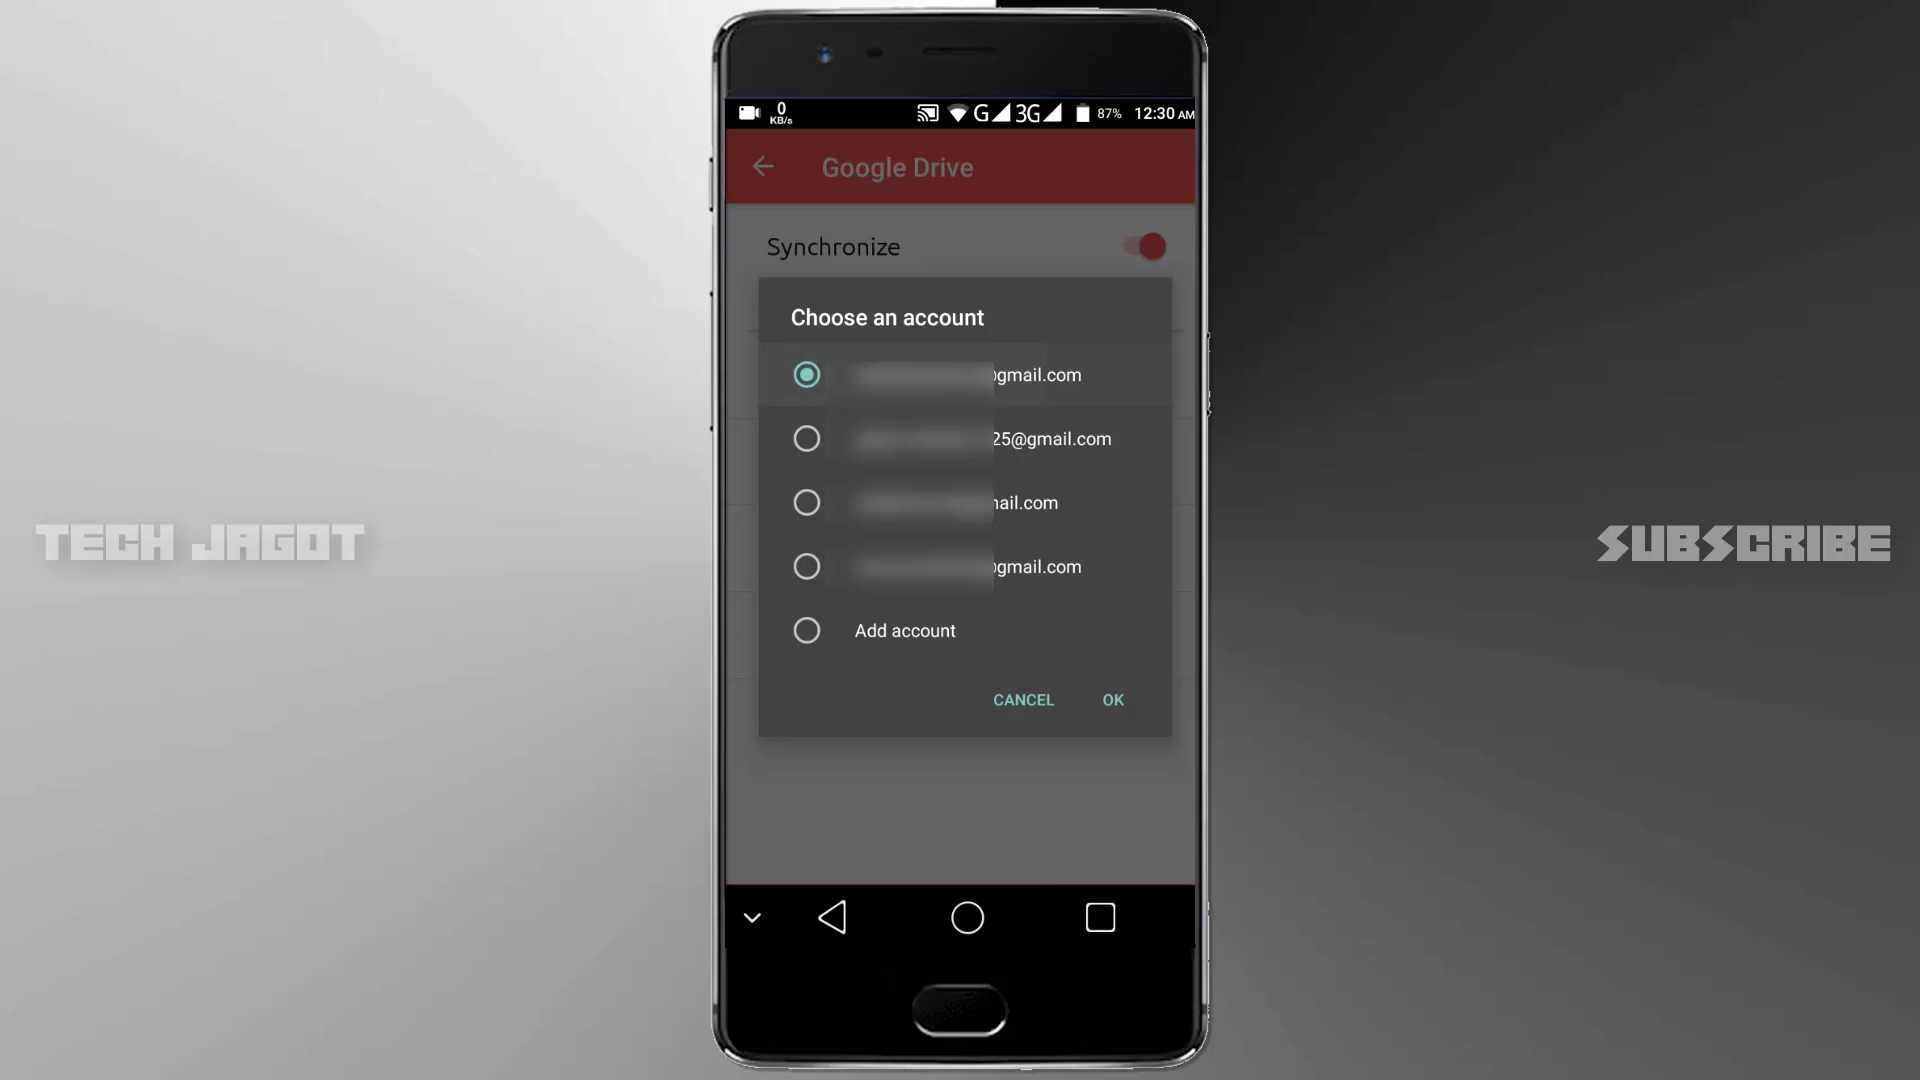 0
KB/s
G 3G 87% 12:30 AM
Google Drive
Synchronize
Choose an account
@gmail.com
25@gmail.com
mail.com
@gmail.com
Add account
CANCEL OK
TECH JAGOT
SUBSCRIBE